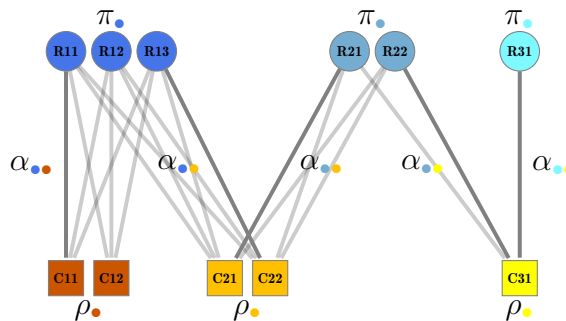 π● π● π●
R11 R12 R13 R21 R22 R31
α●● α●● α●● α●● α●●
C11 C12 C21 C22 C31
ρ● ρ● ρ●